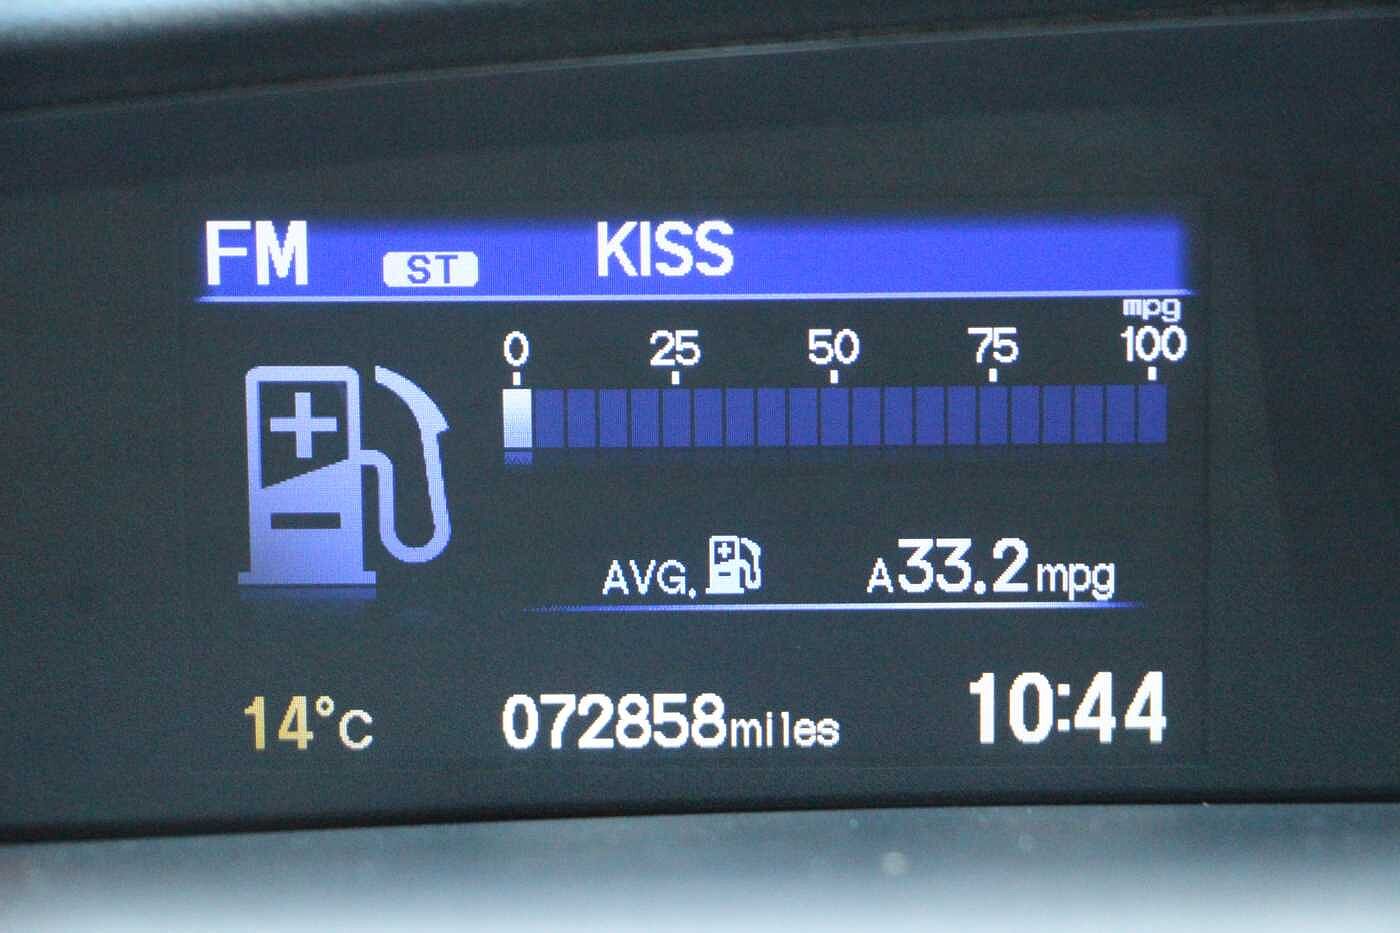 FM ST KISS
mpg
0 25 50 75 100
AVG. A33.2mpg
14°C 072858miles 10:44